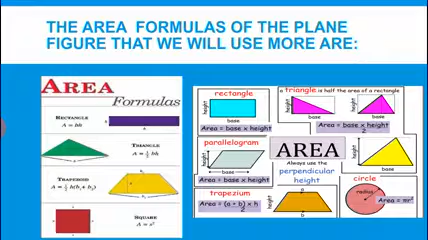 THE AREA FORMULAS OF THE PLANE
FIGURE THAT WE WILL USE MORE ARE:
AREA
Formulas
RECTANGLE
A = bh
TRIANGLE
A = ½ bh
TRAPEZOID
A = ½ h(b₁ + b₂)
SQUARE
A = s²
rectangle
height
base
Area = base x height
a triangle is half the area of a rectangle
height
base
base
Area = base x height
2
parallelogram
height
base
Area = base x height
AREA
Always use the
perpendicular
height
height
base
trapezium
Area = (a + b) x h
2
height
b
circle
radius
Area = πr²